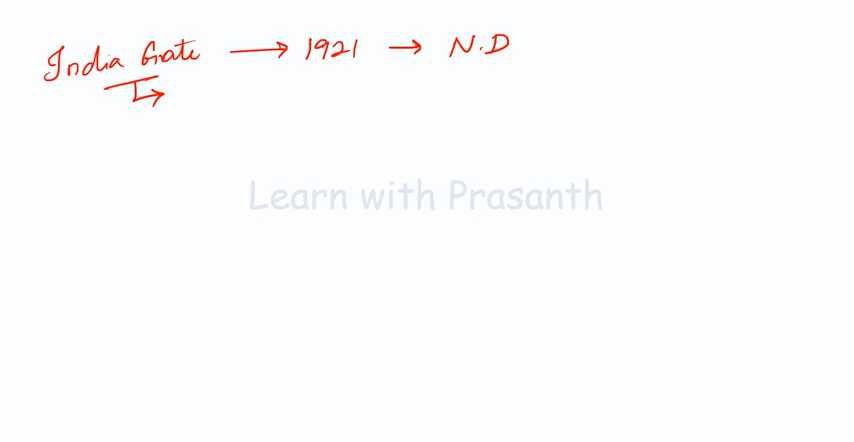 India Gate → 1921 → N.D
Learn with Prasanth